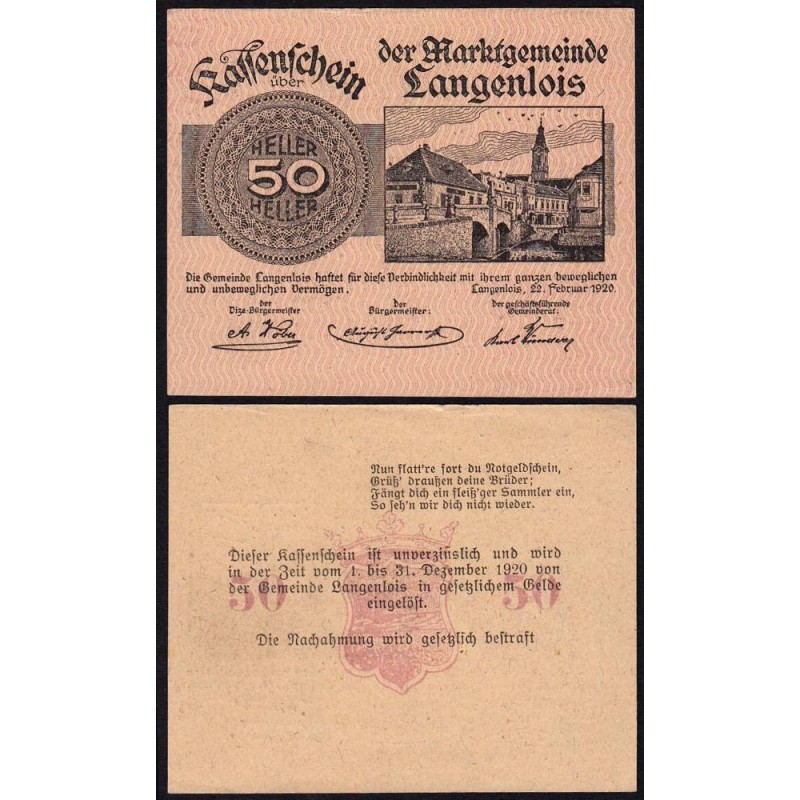 Kassenschein
über
der Marktgemeinde
Langenlois
HELLER
50
HELLER
Die Gemeinde Langenlois haftet für diese Verbindlichkeit mit ihrem ganzen beweglichen
und unbeweglichen Vermögen. Langenlois, 22. Februar 1920.
der
Vize-Bürgermeister
Der
Bürgermeister:
der geschäftsführende
Gemeinderat:
Nun flatt're fort du Notgeldschein,
Grüß' draußen deine Brüder;
Fängt dich ein fleiß'ger Sammler ein,
So seh'n wir dich nicht wieder.
Dieser Kassenschein ist unverzinslich und wird
in der Zeit vom 1. bis 31. Dezember 1920 von
der Gemeinde Langenlois in gesetzlichem Gelde
eingelöst.
50 50
Die Nachahmung wird gesetzlich bestraft